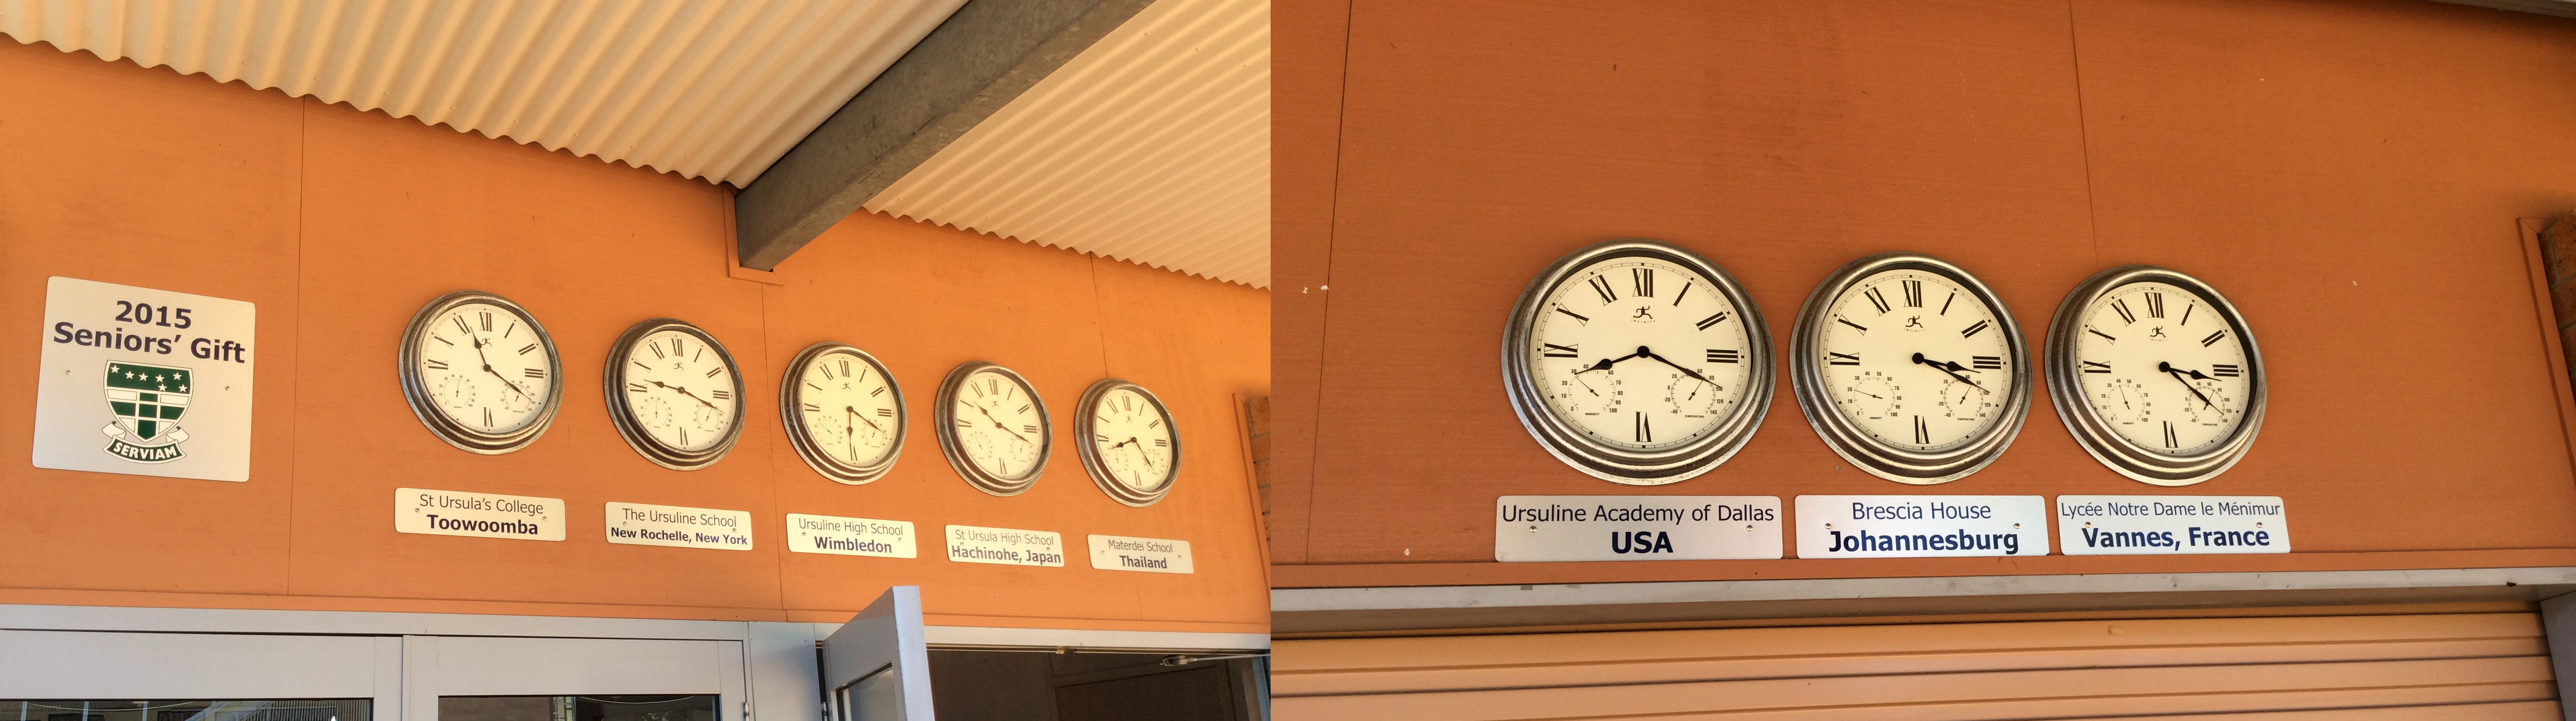 2015
Seniors' Gift
SERVIAM
St Ursula's College
Toowoomba
The Ursuline School
New Rochelle, New York
Ursuline High School
Wimbledon
St Ursula High School
Hachinohe, Japan
Materdei School
Thailand
Ursuline Academy of Dallas
USA
Brescia House
Johannesburg
Lycée Notre Dame le Ménimur
Vannes, France